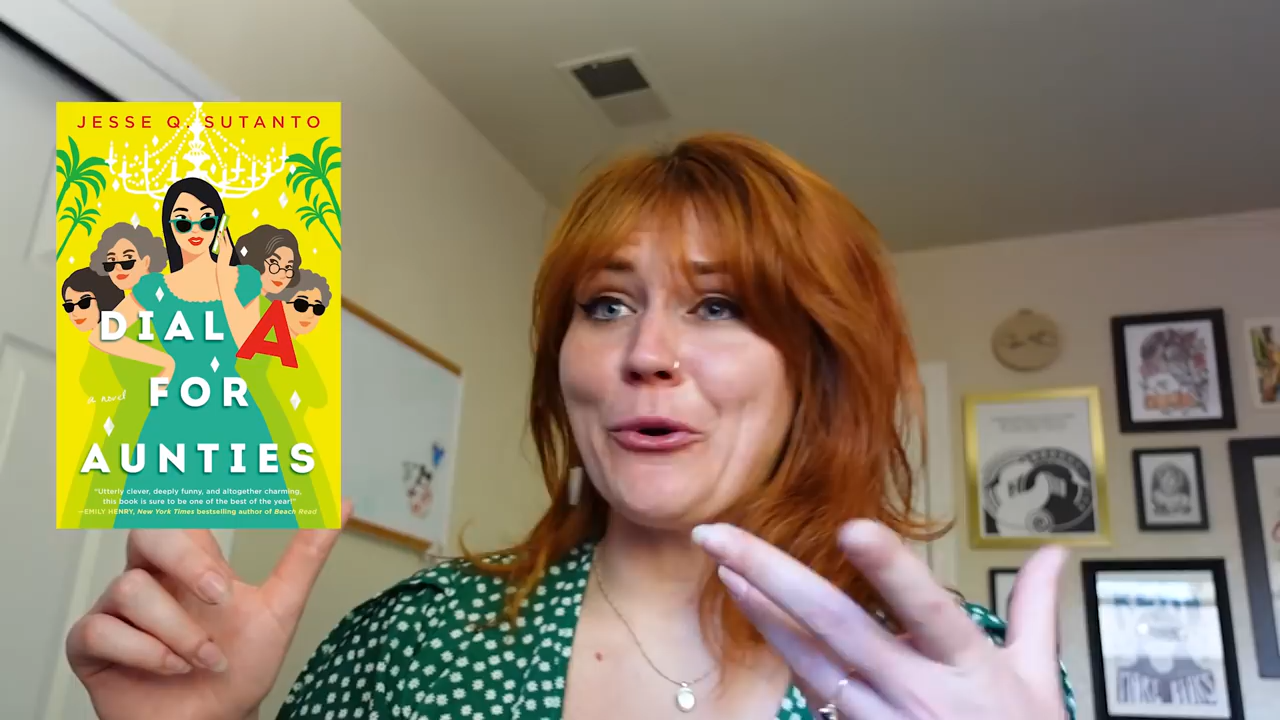 JESSE Q. SUTANTO
DIAL A
FOR
a novel
AUNTIES
"Utterly clever, deeply funny, and altogether charming,
this book is sure to be one of the best of the year!"
—EMILY HENRY, New York Times bestselling author of Beach Read